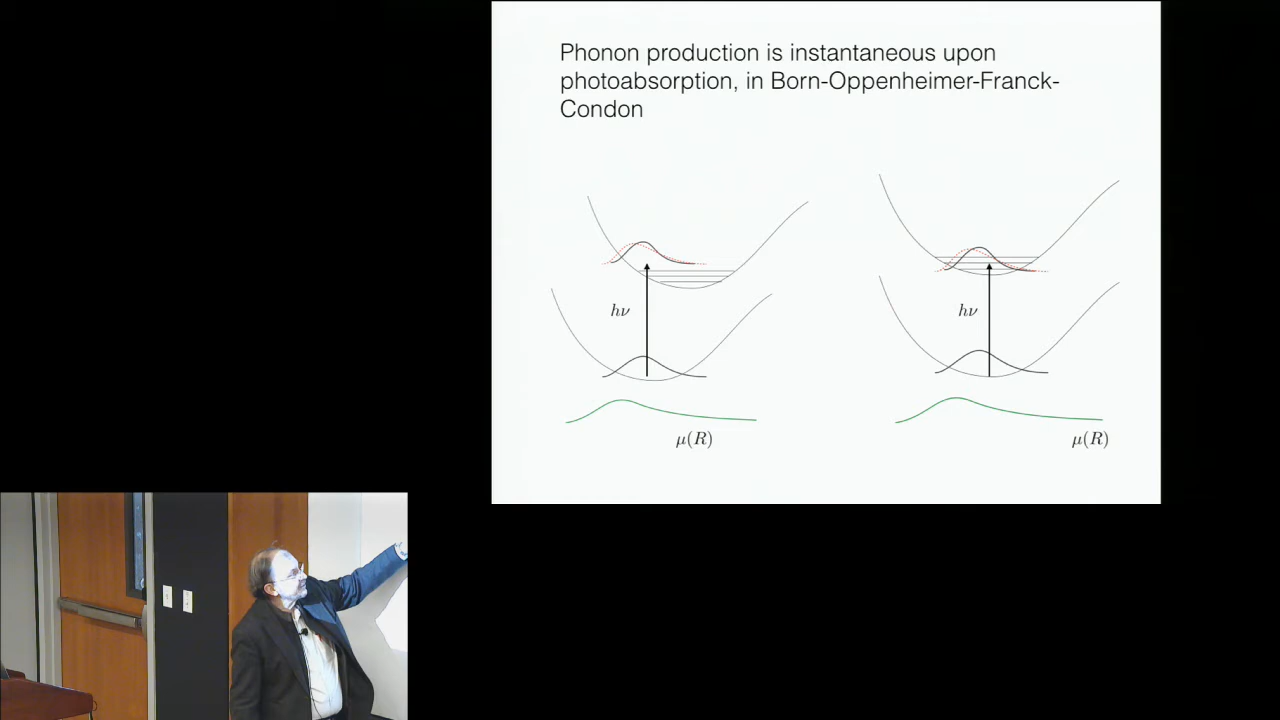 Phonon production is instantaneous upon
photoabsorption, in Born-Oppenheimer-Franck-
Condon
hν
hν
μ(R)
μ(R)